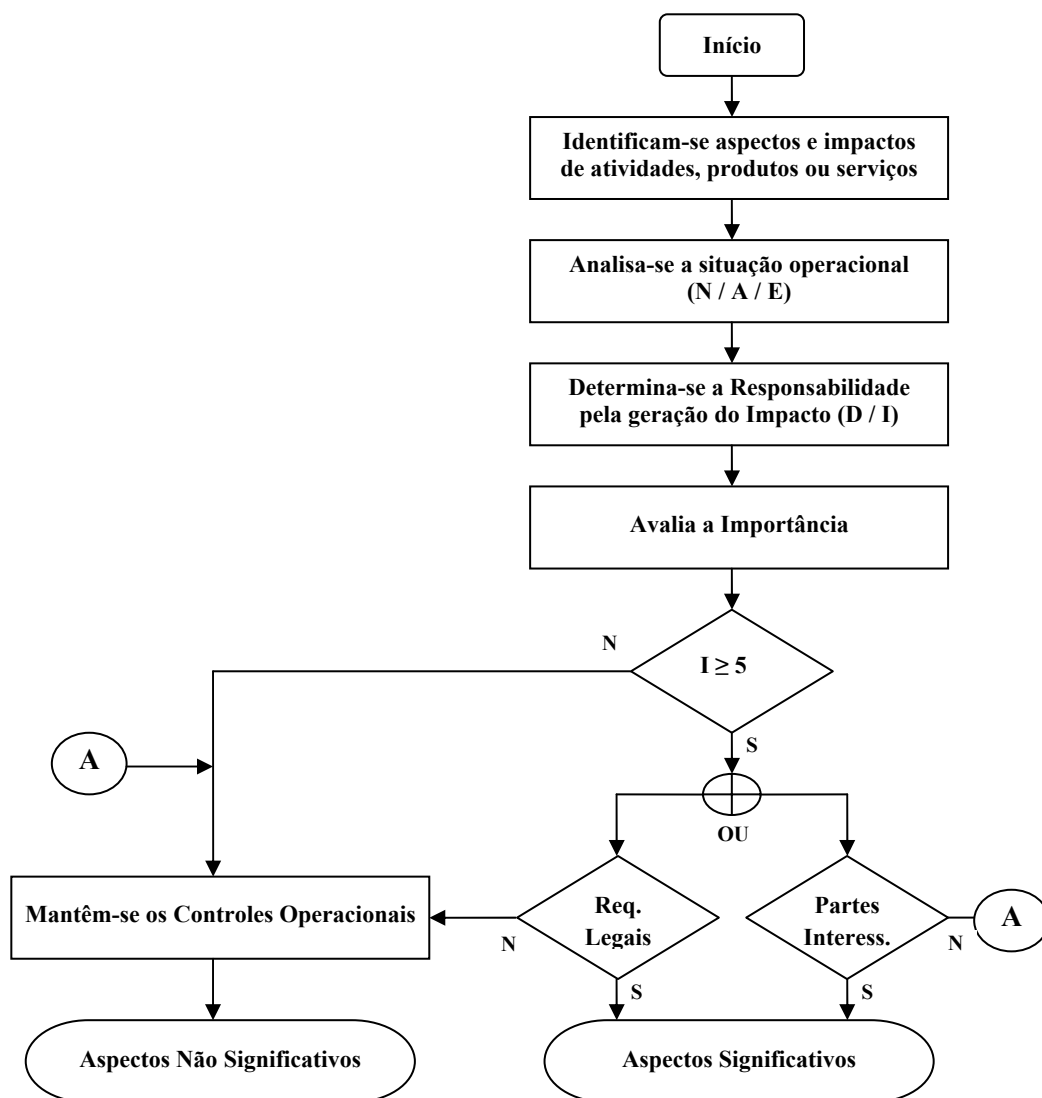 Início
Identificam-se aspectos e impactos
de atividades, produtos ou serviços
Analisa-se a situação operacional
(N / A / E)
Determina-se a Responsabilidade
pela geração do Impacto (D / I)
Avalia a Importância
N
I ≥ 5
S
A
OU
Mantêm-se os Controles Operacionais
N
Req.
Legais
S
Partes
Interess.
N
A
S
Aspectos Não Significativos
Aspectos Significativos